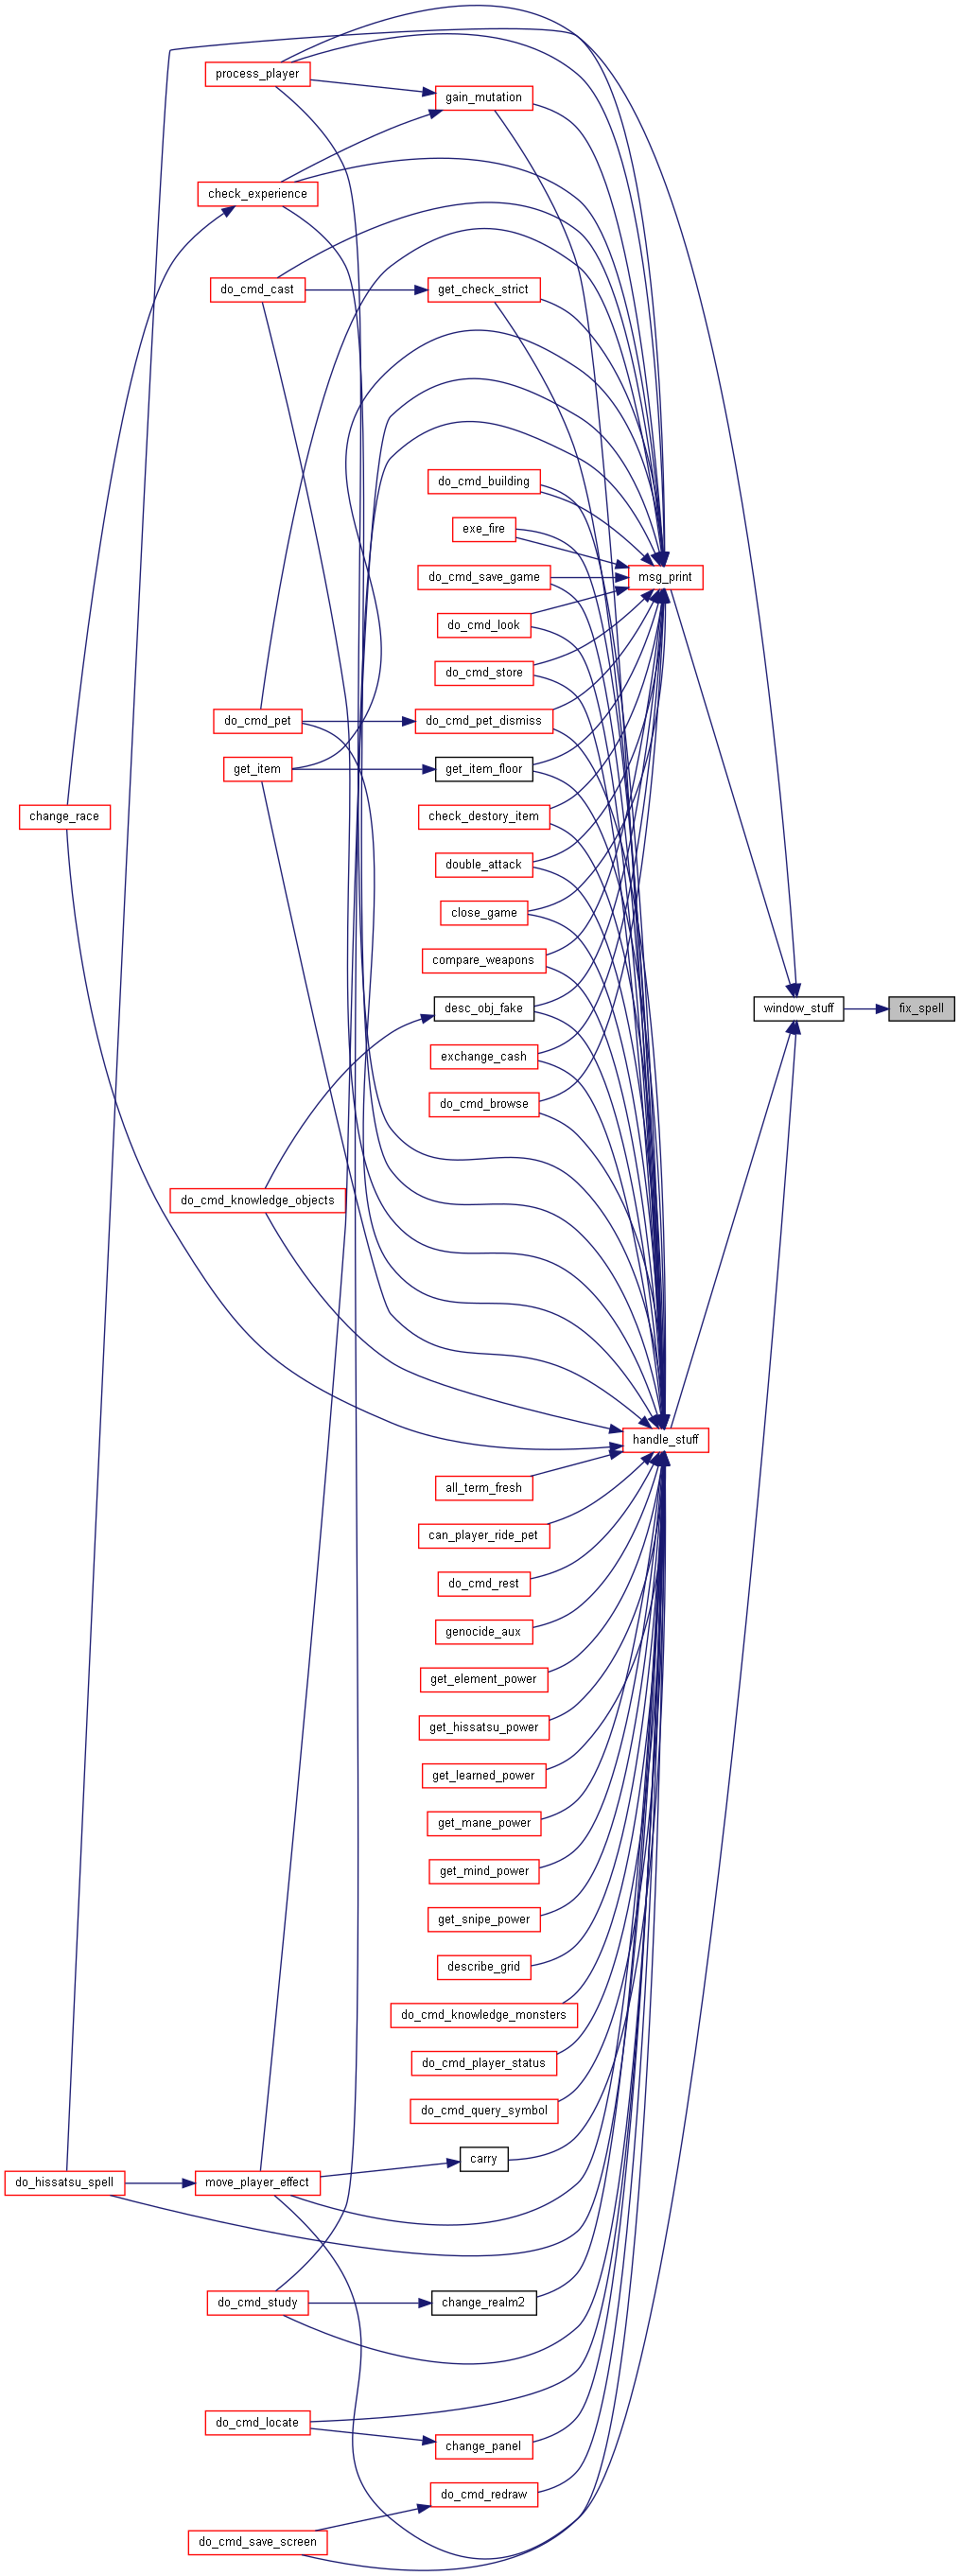 process_player
gain_mutation
check_experience
do_cmd_cast
get_check_strict
do_cmd_building
exe_fire
do_cmd_save_game
msg_print
do_cmd_look
do_cmd_store
do_cmd_pet
do_cmd_pet_dismiss
get_item
get_item_floor
change_race
check_destory_item
double_attack
close_game
compare_weapons
desc_obj_fake
window_stuff
fix_spell
exchange_cash
do_cmd_browse
do_cmd_knowledge_objects
handle_stuff
all_term_fresh
can_player_ride_pet
do_cmd_rest
genocide_aux
get_element_power
get_hissatsu_power
get_learned_power
get_mane_power
get_mind_power
get_snipe_power
describe_grid
do_cmd_knowledge_monsters
do_cmd_player_status
do_cmd_query_symbol
carry
do_hissatsu_spell
move_player_effect
do_cmd_study
change_realm2
do_cmd_locate
change_panel
do_cmd_redraw
do_cmd_save_screen